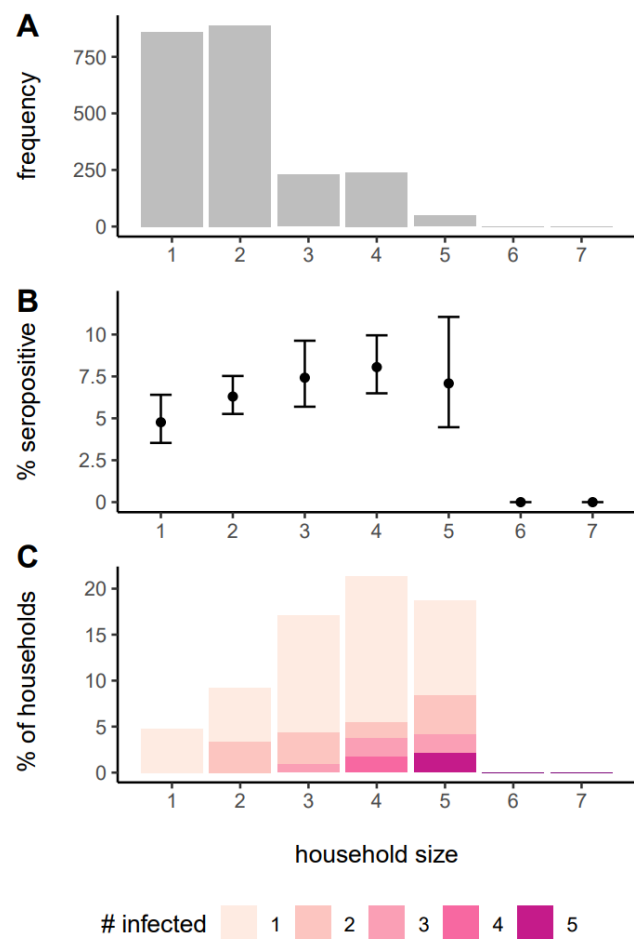 A
frequency
750
500
250
0
1 2 3 4 5 6 7
B
% seropositive
10
7.5
5
2.5
0
1 2 3 4 5 6 7
C
% of households
20
15
10
5
0
1 2 3 4 5 6 7
household size
# infected 1 2 3 4 5